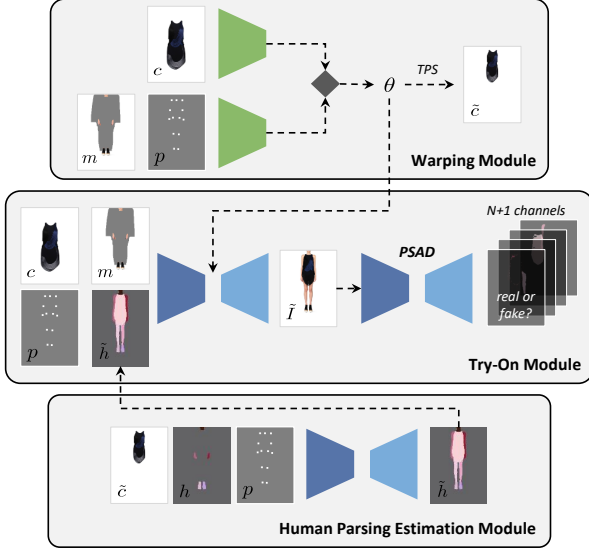 c
m
p
θ
TPS
c̃
Warping Module
c
m
p
h̃
Ĩ
PSAD
N+1 channels
real or
fake?
Try-On Module
c̃
h
p
h̃
Human Parsing Estimation Module